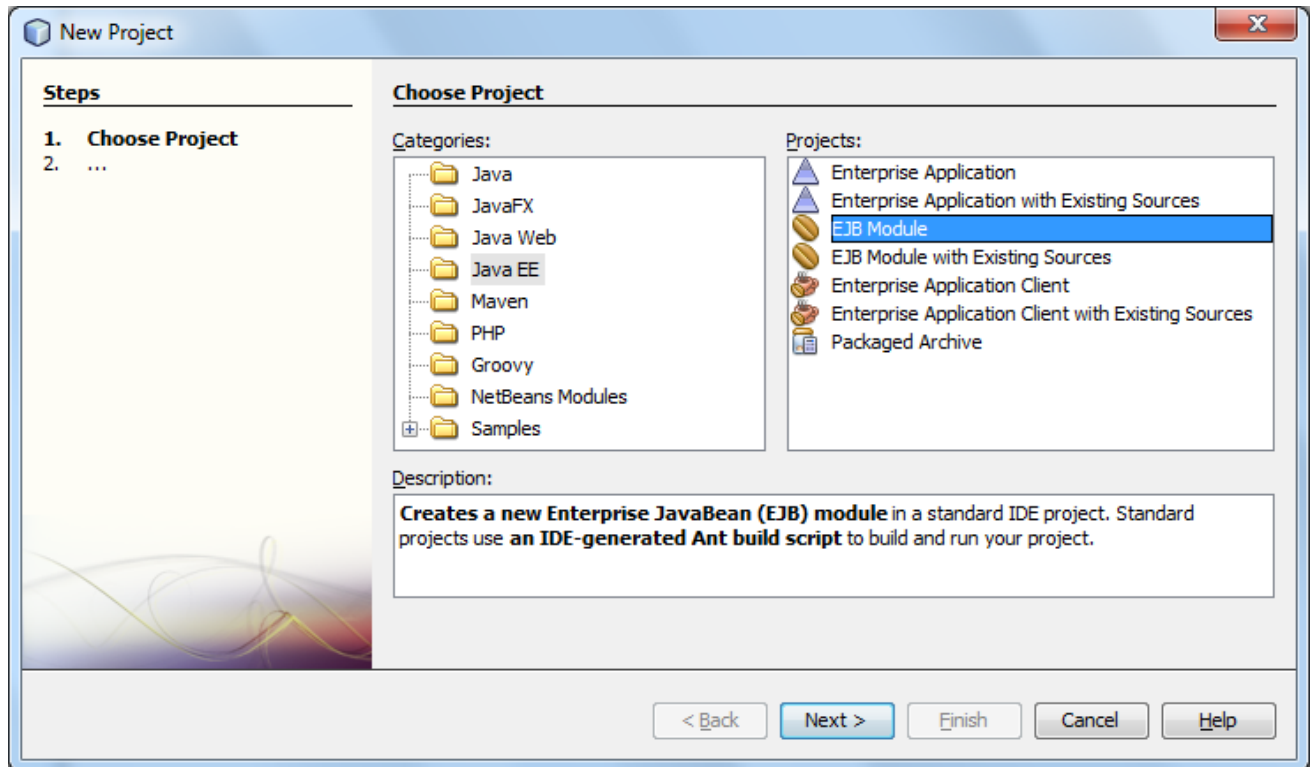 New Project
Steps
1. Choose Project
2. ...
Choose Project
Categories:
Java
JavaFX
Java Web
Java EE
Maven
PHP
Groovy
NetBeans Modules
Samples
Projects:
Enterprise Application
Enterprise Application with Existing Sources
EJB Module
EJB Module with Existing Sources
Enterprise Application Client
Enterprise Application Client with Existing Sources
Packaged Archive
Description:
Creates a new Enterprise JavaBean (EJB) module in a standard IDE project. Standard
projects use an IDE-generated Ant build script to build and run your project.
< Back Next > Finish Cancel Help